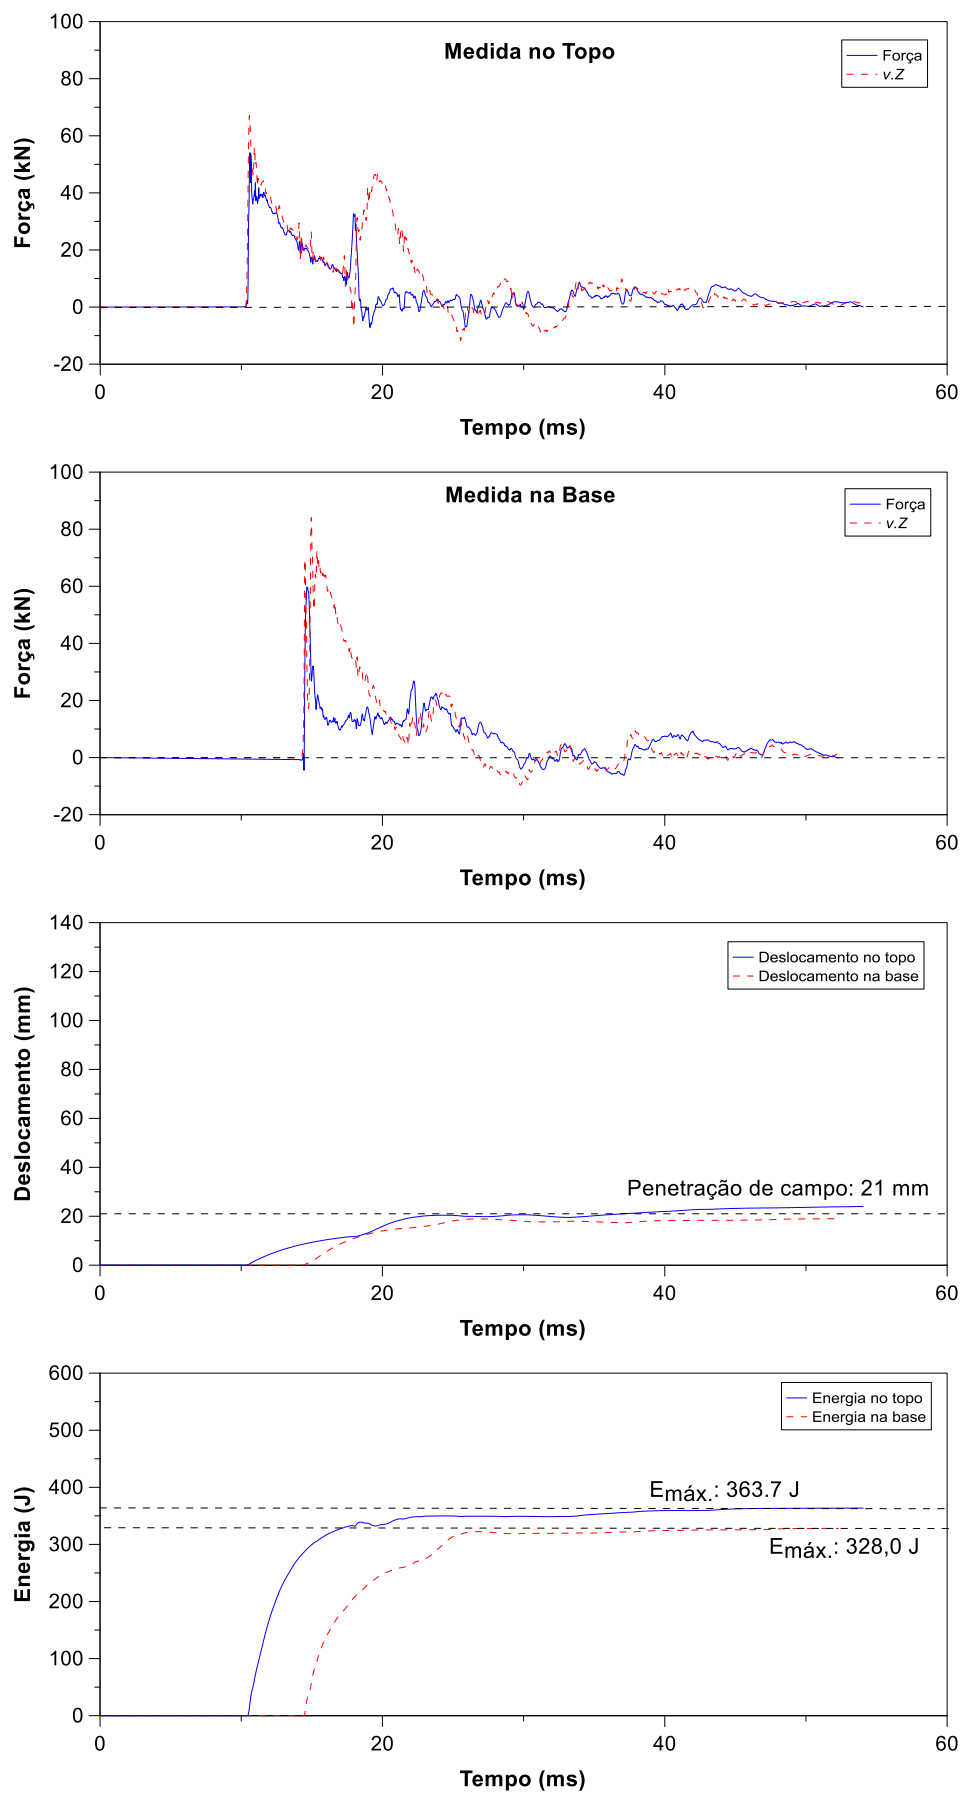 100
80
60
40
20
0
-20
Força (kN)
Medida no Topo
Força
v.Z
0
20
40
60
Tempo (ms)
100
80
60
40
20
0
-20
Força (kN)
Medida na Base
Força
v.Z
0
20
40
60
Tempo (ms)
140
120
100
80
60
40
20
0
Deslocamento (mm)
Deslocamento no topo
Deslocamento na base
Penetração de campo: 21 mm
0
20
40
60
Tempo (ms)
600
500
400
300
200
100
0
Energia (J)
Energia no topo
Energia na base
Emáx.: 363.7 J
Emáx.: 328,0 J
0
20
40
60
Tempo (ms)